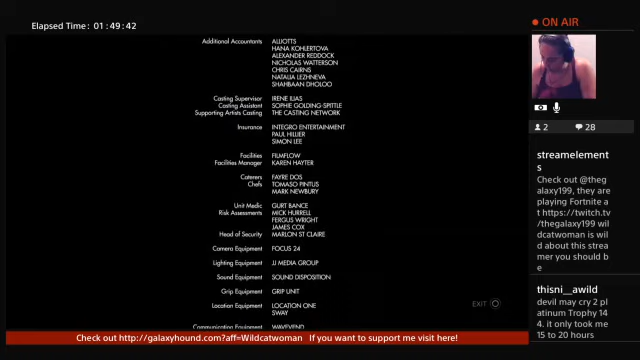 Elapsed Time: 01:49:42
ON AIR
Additional Accountants ALLIOTTS
HANA KOHLERTOVA
ALEXANDER REDDOCK
NICHOLAS WATTERSON
CHRIS CAIRNS
NATALIA LEZHNEVA
SHAHBAAN DHOLOO
Casting Supervisor IRENE ILIAS
Casting Assistant SOPHIE GOLDING-SPITTLE
Supporting Artists Casting THE CASTING NETWORK
Insurance INTEGRO ENTERTAINMENT
PAUL HILLIER
SIMON LEE
Facilities FILMFLOW
Facilities Manager KAREN HAYTER
Caterers FAYRE DOS
Chefs TOMASO PINTUS
MARK NEWBURY
Unit Medic GURT BANCE
Risk Assessments MICK HURRELL
FERGUS WRIGHT
JAMES COX
Head of Security MARLON ST CLAIRE
Camera Equipment FOCUS 24
Lighting Equipment JJ MEDIA GROUP
Sound Equipment SOUND DISPOSITION
Grip Equipment GRIP UNIT
Location Equipment LOCATION ONE
SWAY
Communication Equipment WAVEVEND
EXIT
Check out http://galaxyhound.com?aff=Wildcatwoman If you want to support me visit here!
2 28
streamelement
s
Check out @theg
alaxy199, they are
playing Fortnite a
t https://twitch.tv
/thegalaxy199 wil
dcatwoman is wil
d about this strea
mer you should b
e
thisni__awild
devil may cry 2 pl
atinum Trophy 14
4. it only took me
15 to 20 hours